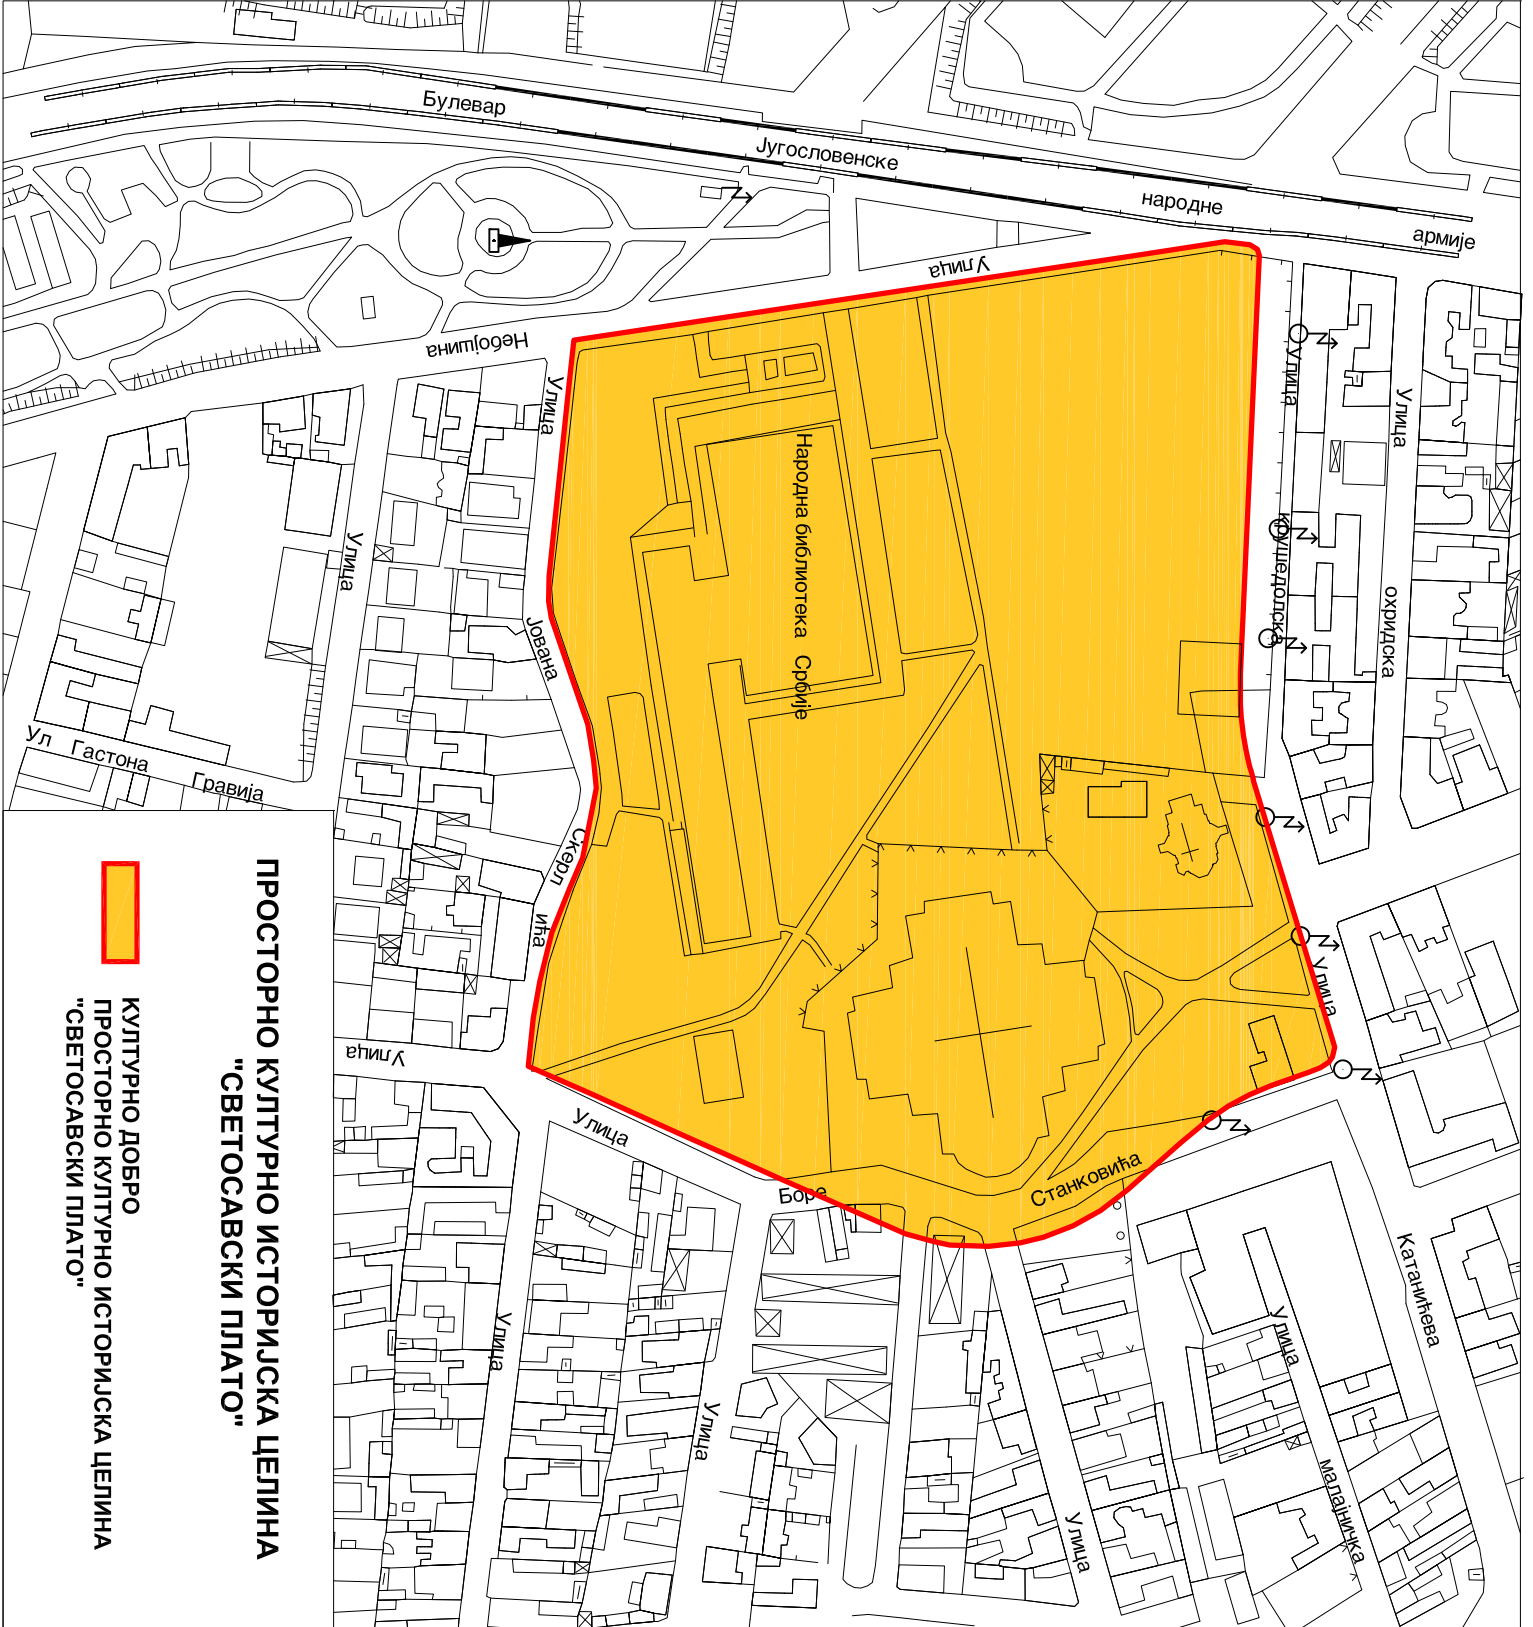 Булевар
Југословенске
народне
армије
Улица
Небојшина
Улица
Јована
Скерл
ића
Улица
Крушедолска
Улица
охридска
Народна библиотека Србије
Улица
Ул Гастона
Гравија
Улица
Улица
Улица
Боре
Станковића
Катанићева
Улица
малајничка
Улица
Улица
Улица
ПРОСТОРНО КУЛТУРНО ИСТОРИЈСКА ЦЕЛИНА
"СВЕТОСАВСКИ ПЛАТО"
КУЛТУРНО ДОБРО
ПРОСТОРНО КУЛТУРНО ИСТОРИЈСКА ЦЕЛИНА
"СВЕТОСАВСКИ ПЛАТО"